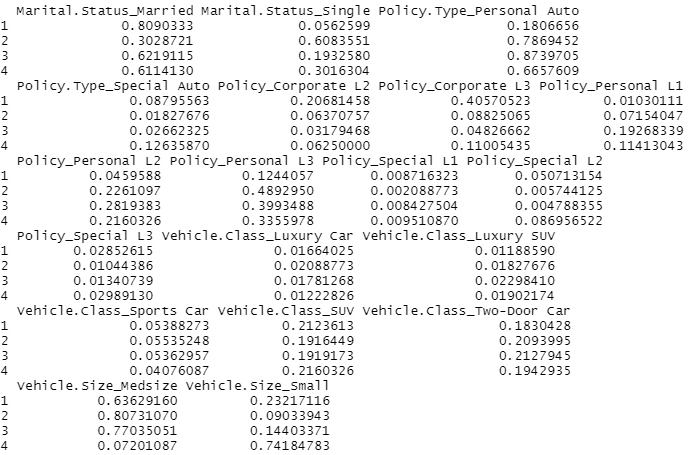 Marital.Status_Married Marital.Status_Single Policy.Type_Personal Auto
1 0.8090333 0.0562599 0.1806656
2 0.3028721 0.6083551 0.7869452
3 0.6219115 0.1932580 0.8739705
4 0.6114130 0.3016304 0.6657609
Policy.Type_Special Auto Policy_Corporate L2 Policy_Corporate L3 Policy_Personal L1
1 0.08795563 0.20681458 0.40570523 0.01030111
2 0.01827676 0.06370757 0.08825065 0.07154047
3 0.02662325 0.03179468 0.04826662 0.19268339
4 0.12635870 0.06250000 0.11005435 0.11413043
Policy_Personal L2 Policy_Personal L3 Policy_Special L1 Policy_Special L2
1 0.0459588 0.1244057 0.008716323 0.050713154
2 0.2261097 0.4892950 0.002088773 0.005744125
3 0.2819383 0.3993488 0.008427504 0.004788355
4 0.2160326 0.3355978 0.009510870 0.086956522
Policy_Special L3 Vehicle.Class_Luxury Car Vehicle.Class_Luxury SUV
1 0.02852615 0.01664025 0.01188590
2 0.01044386 0.02088773 0.01827676
3 0.01340739 0.01781268 0.02298410
4 0.02989130 0.01222826 0.01902174
Vehicle.Class_Sports Car Vehicle.Class_SUV Vehicle.Class_Two-Door Car
1 0.05388273 0.2123613 0.1830428
2 0.05535248 0.1916449 0.2093995
3 0.05362957 0.1919173 0.2127945
4 0.04076087 0.2160326 0.1942935
Vehicle.Size_Medsize Vehicle.Size_Small
1 0.63629160 0.23217116
2 0.80731070 0.09033943
3 0.77035051 0.14403371
4 0.07201087 0.74184783